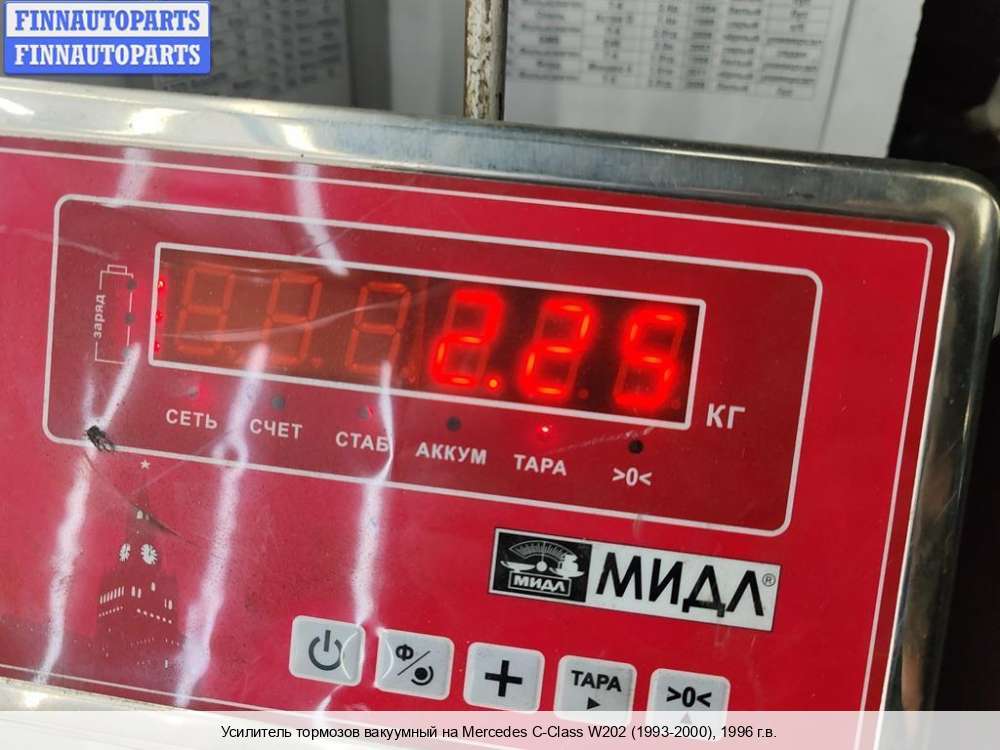 FINNAUTOPARTS
FINNAUTOPARTS
заряд
2.25
КГ
СЕТЬ
СЧЕТ
СТАБ
АККУМ
ТАРА
>0<
МИДЛ
МИДЛ®
Ф
ТАРА
>0<
Усилитель тормозов вакуумный на Mercedes C-Class W202 (1993-2000), 1996 г.в.